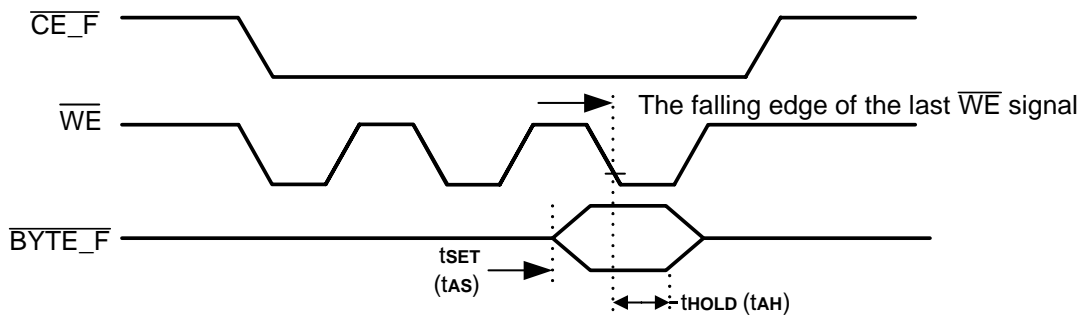 CE_F
The falling edge of the last WE signal
WE
BYTE_F
tSET
(tAS)
tHOLD (tAH)